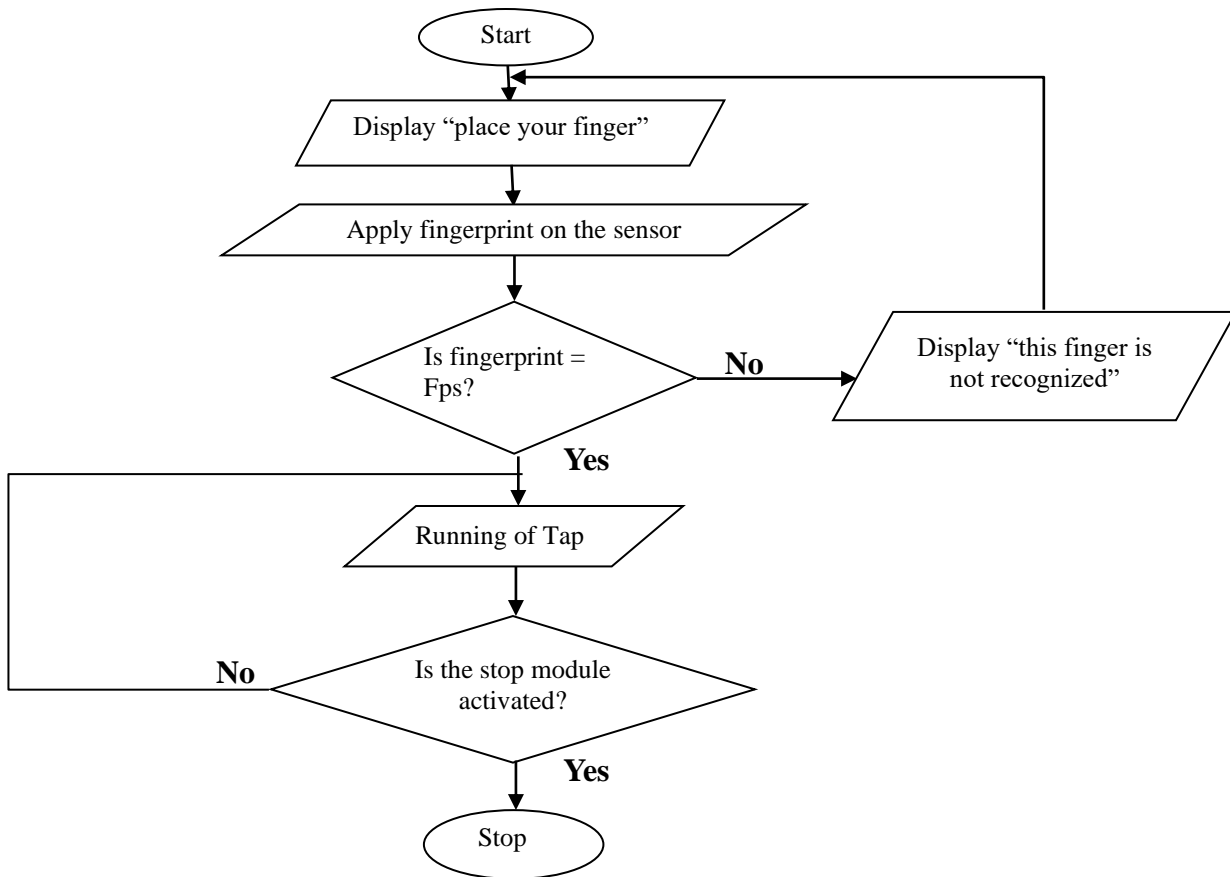 Start
Display “place your finger”
Apply fingerprint on the sensor
Is fingerprint =
Fps?
No
Display “this finger is
not recognized”
Yes
Running of Tap
Is the stop module
activated?
No
Yes
Stop